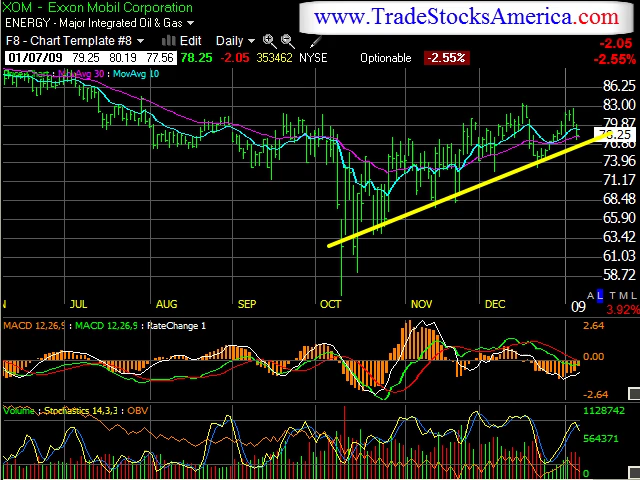 XOM - Exxon Mobil Corporation
www.TradeStocksAmerica.com
ENERGY - Major Integrated Oil & Gas
F8 - Chart Template #8
Edit
Daily
-2.05
01/07/09 79.25 80.19 77.56 78.25 -2.05 353462 NYSE Optionable -2.55%
-2.55%
Chart : MovAvg 30 : MovAvg 10
86.25
83.00
79.87
78.25
76.86
73.96
71.17
68.48
65.90
63.42
61.03
58.72
N JUL AUG SEP OCT NOV DEC 09
A L T M L
3.92%
MACD 12,26,9 : MACD 12,26,9 : RateChange 1
2.64
0.00
-2.64
Volume : Stochastics 14,3,3 : OBV
1128742
564371